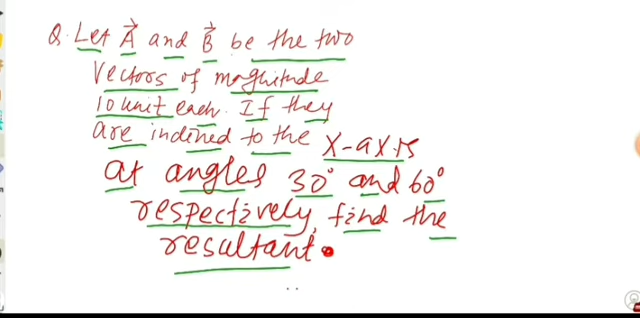 Q. Let A⃗ and B⃗ be the two
vectors of magnitude
10 unit each. If they
are inclined to the X-axis
at angles 30° and 60°
respectively, find the
resultant.